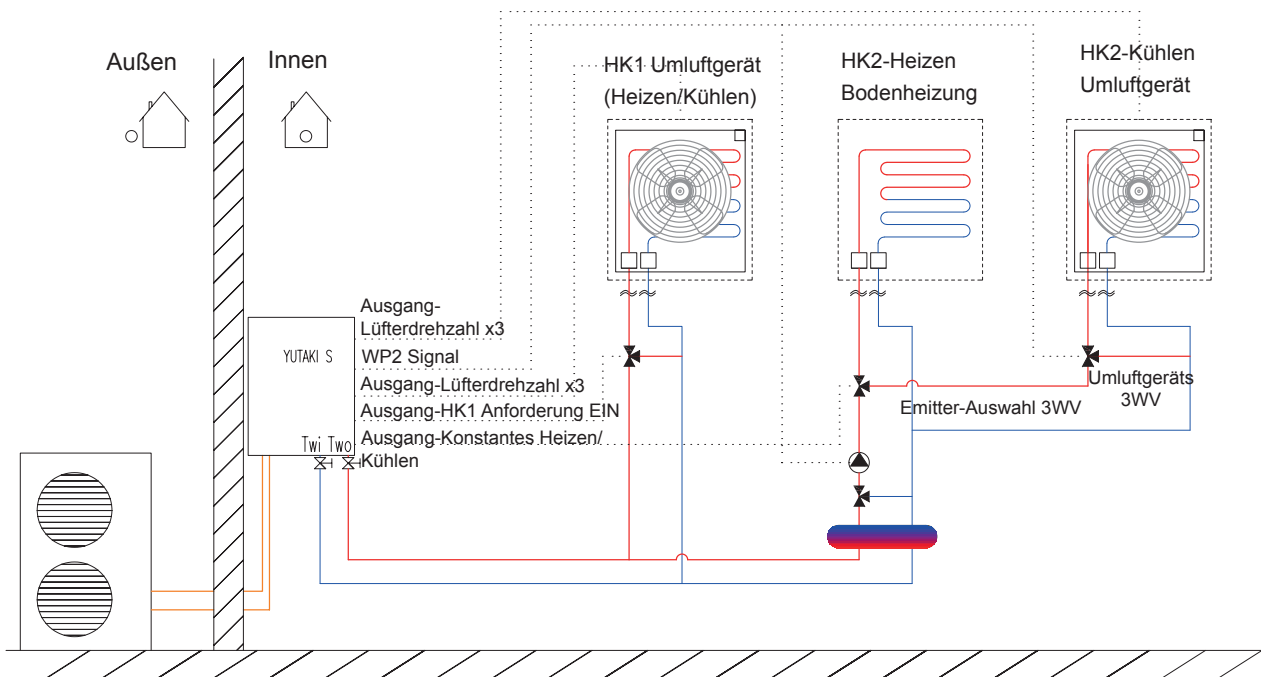 Außen
Innen
HK1 Umluftgerät
(Heizen/Kühlen)
HK2-Heizen
Bodenheizung
HK2-Kühlen
Umluftgerät
YUTAKI S
Ausgang-
Lüfterdrehzahl x3
WP2 Signal
Ausgang-Lüfterdrehzahl x3
Ausgang-HK1 Anforderung EIN
Ausgang-Konstantes Heizen/
Kühlen
Twi Two
Emitter-Auswahl 3WV
Umluftgeräts
3WV